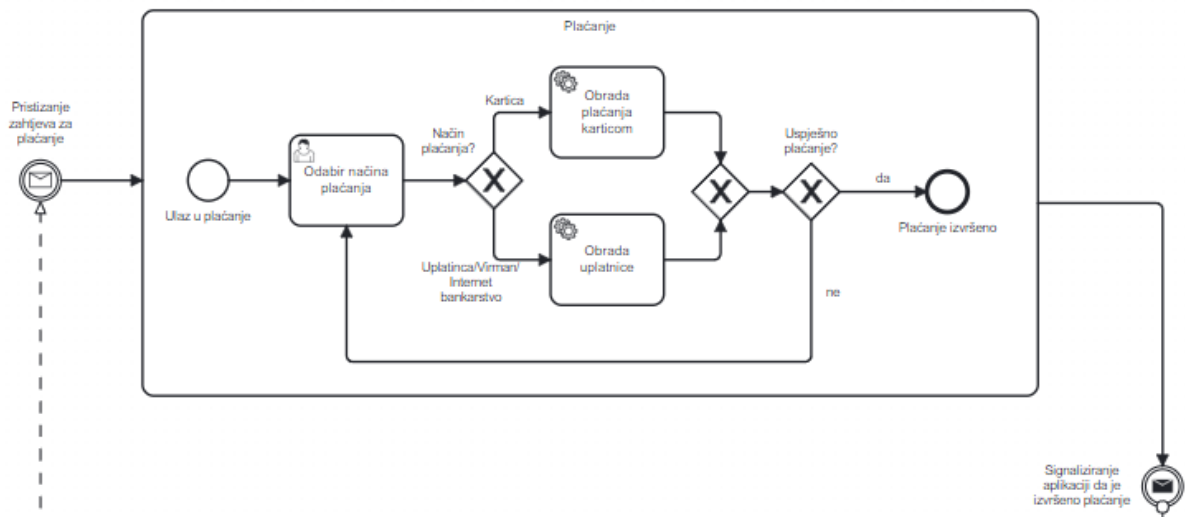 Plaćanje
Pristizanje
zahtjeva za
plaćanje
Ulaz u plaćanje
Odabir načina
plaćanja
Način
plaćanja?
Kartica
Obrada
plaćanja
karticom
Uplatinca/Virman/
Internet
bankarstvo
Obrada
uplatnice
Uspješno
plaćanje?
da
Plaćanje izvršeno
ne
Signaliziranje
aplikaciji da je
izvršeno plaćanje